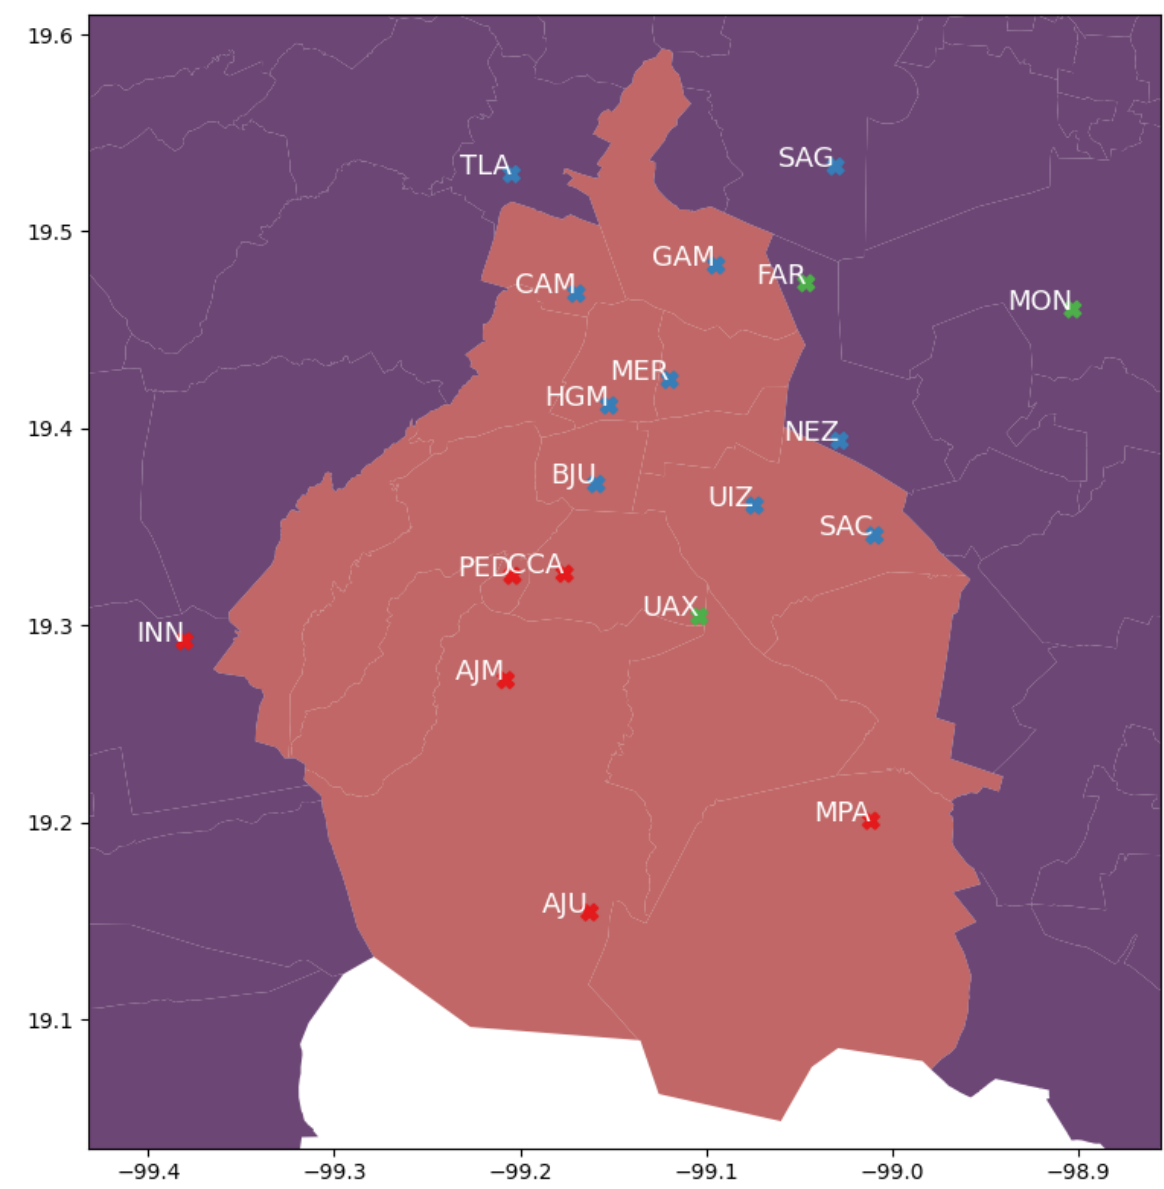 19.6
TLA
SAG
19.5
GAM
FAR
CAM
MON
MER
HGM
19.4
NEZ
BJU
UIZ
SAC
PED
CCA
UAX
19.3
INN
AJM
19.2
MPA
AJU
19.1
−99.4 −99.3 −99.2 −99.1 −99.0 −98.9